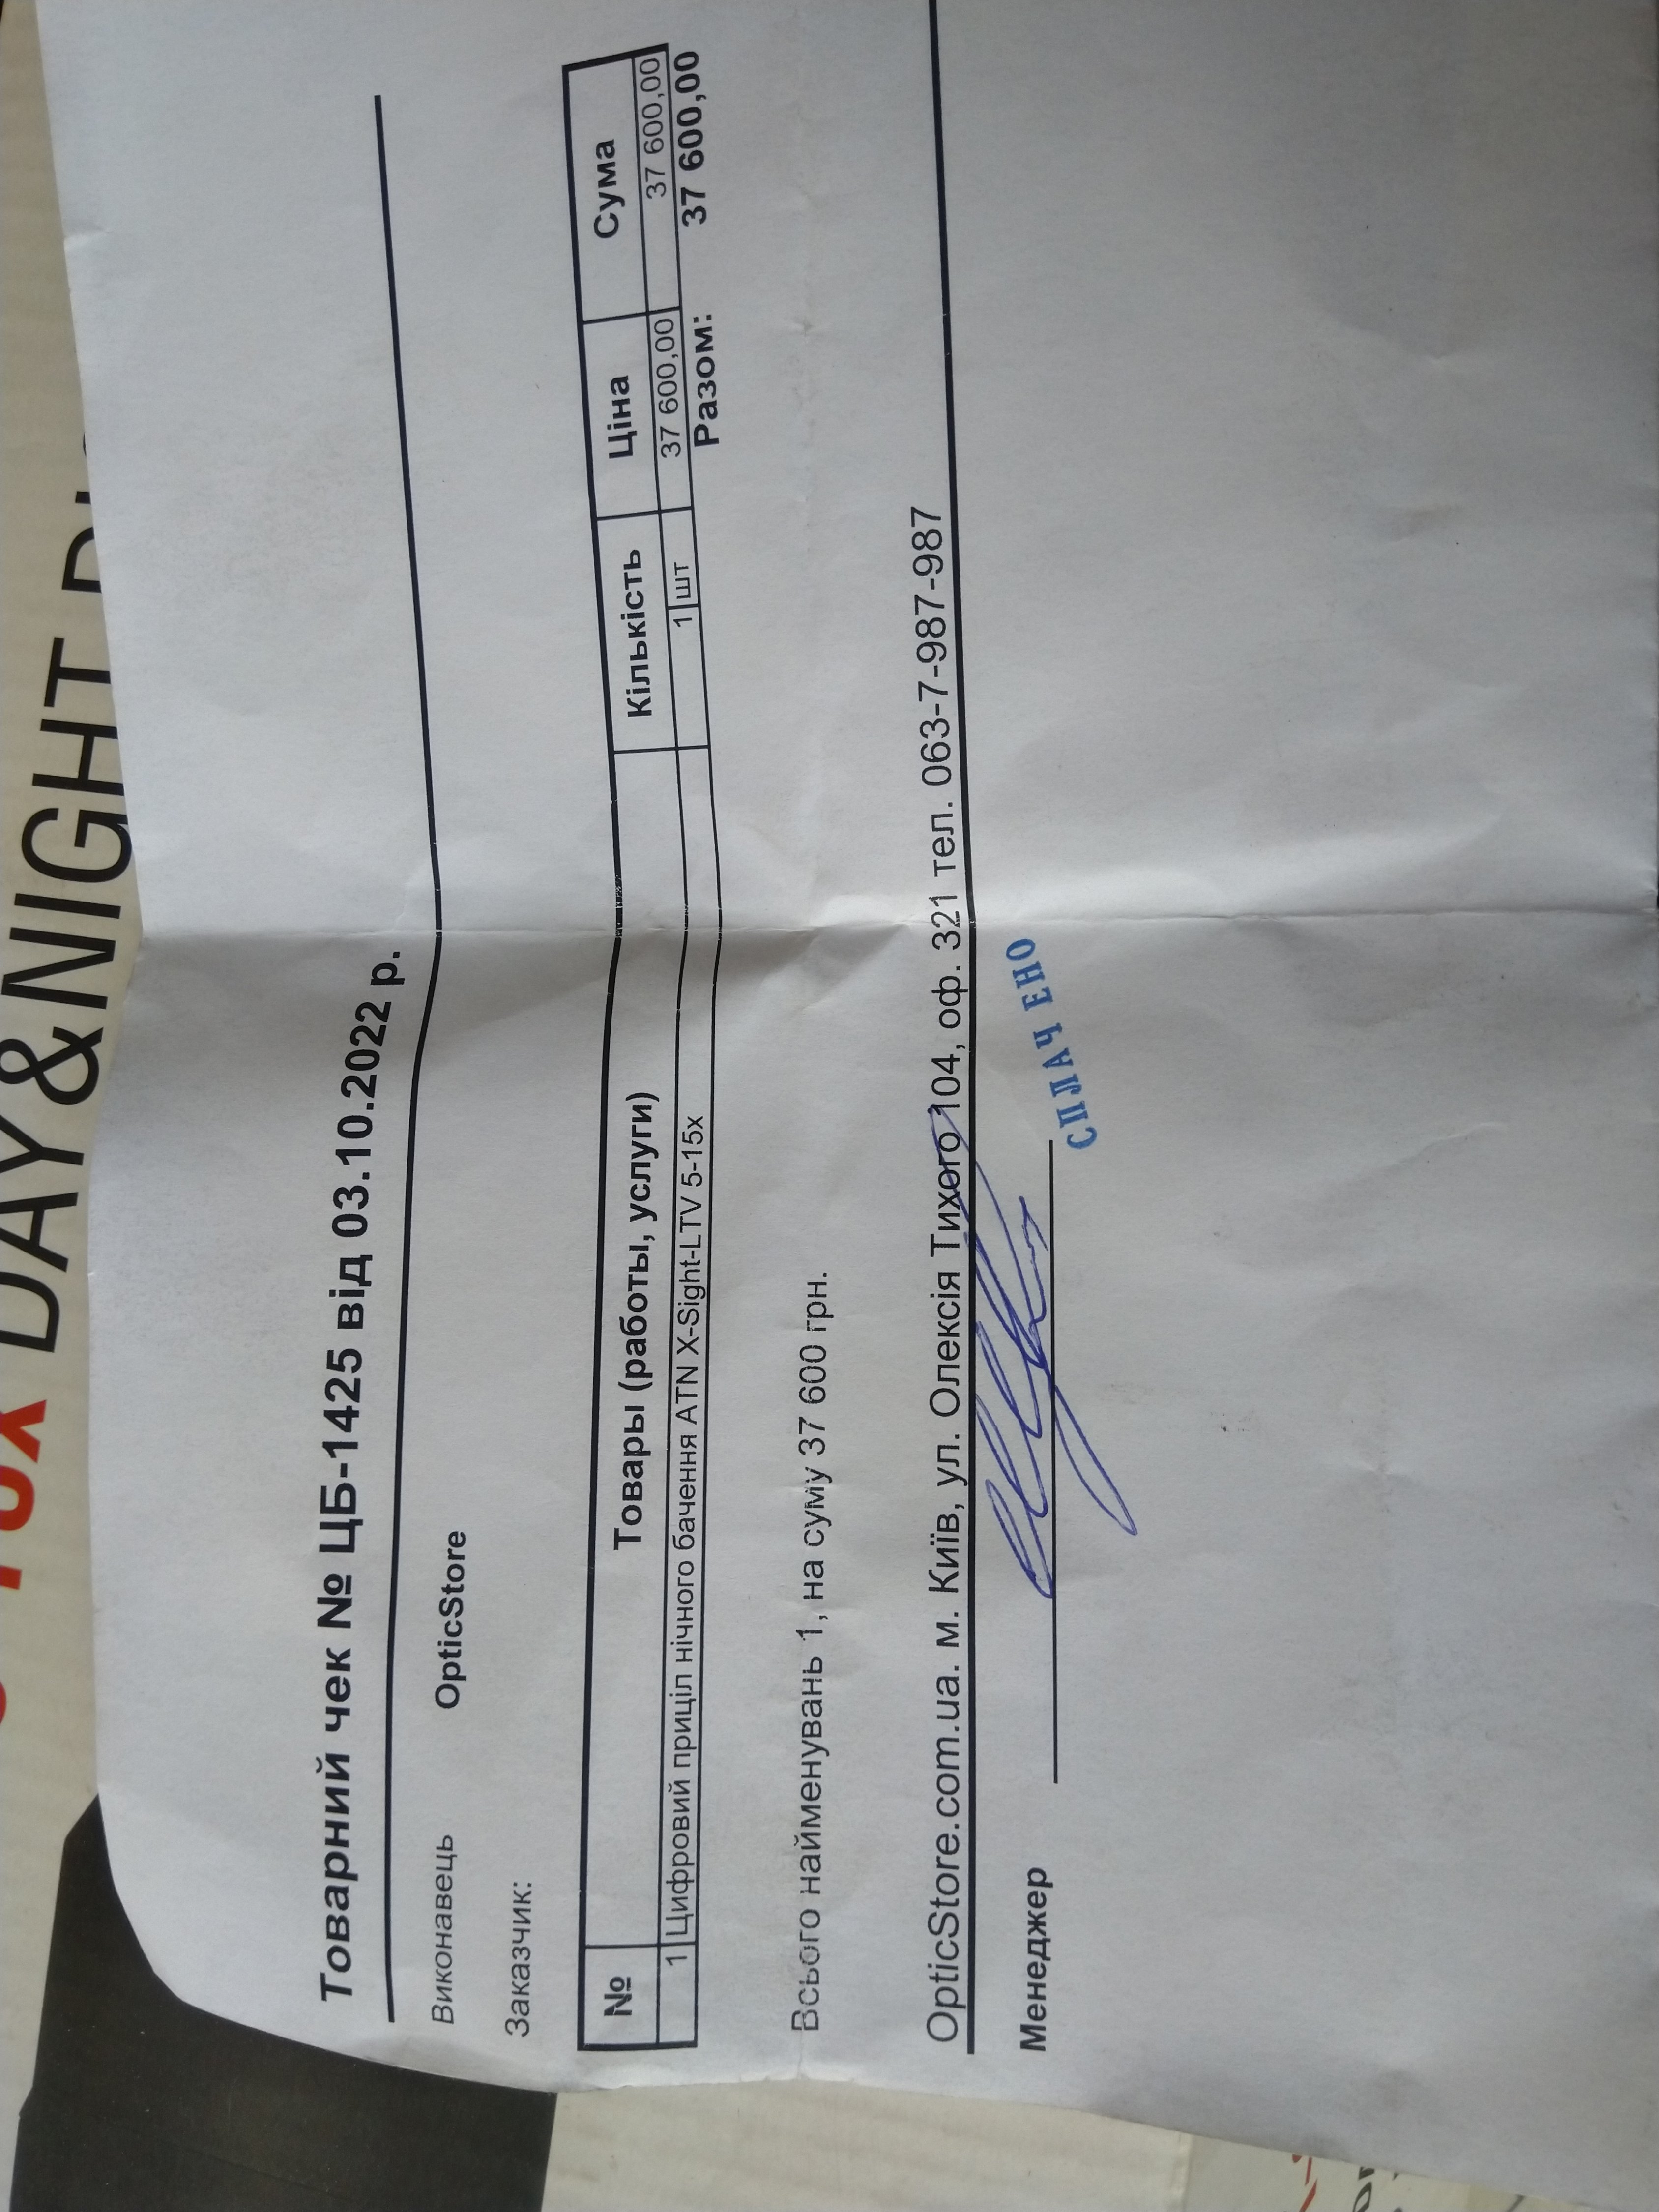 DAY&NIGHT
Товарний чек № ЦБ-1425 від 03.10.2022 р.
Виконавець OpticStore
Заказчик:
№ Товары (работы, услуги) Кількість Ціна Сума
1 Цифровий приціл нічного бачення ATN X-Sight-LTV 5-15x 1 шт 37 600,00 37 600,00
Разом: 37 600,00
Всього найменувань 1, на суму 37 600 грн.
OpticStore.com.ua. м. Київ, ул. Олексія Тихого 104, оф. 321 тел. 063-7-987-987
Менеджер
СПЛАЧЕНО